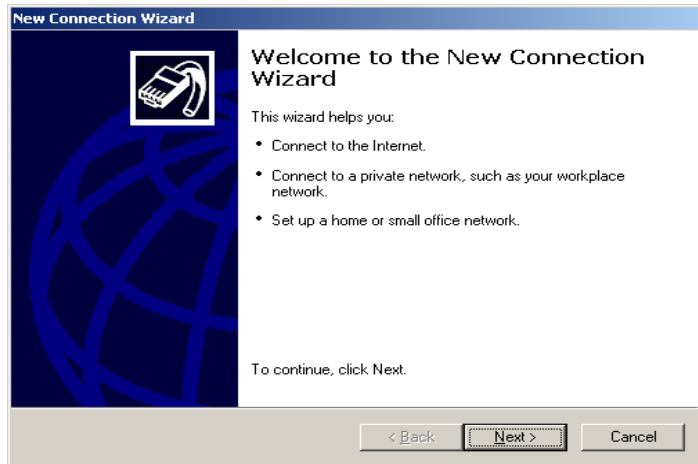 New Connection Wizard
Welcome to the New Connection
Wizard
This wizard helps you:
• Connect to the Internet.
• Connect to a private network, such as your workplace
network.
• Set up a home or small office network.
To continue, click Next.
< Back
Next >
Cancel